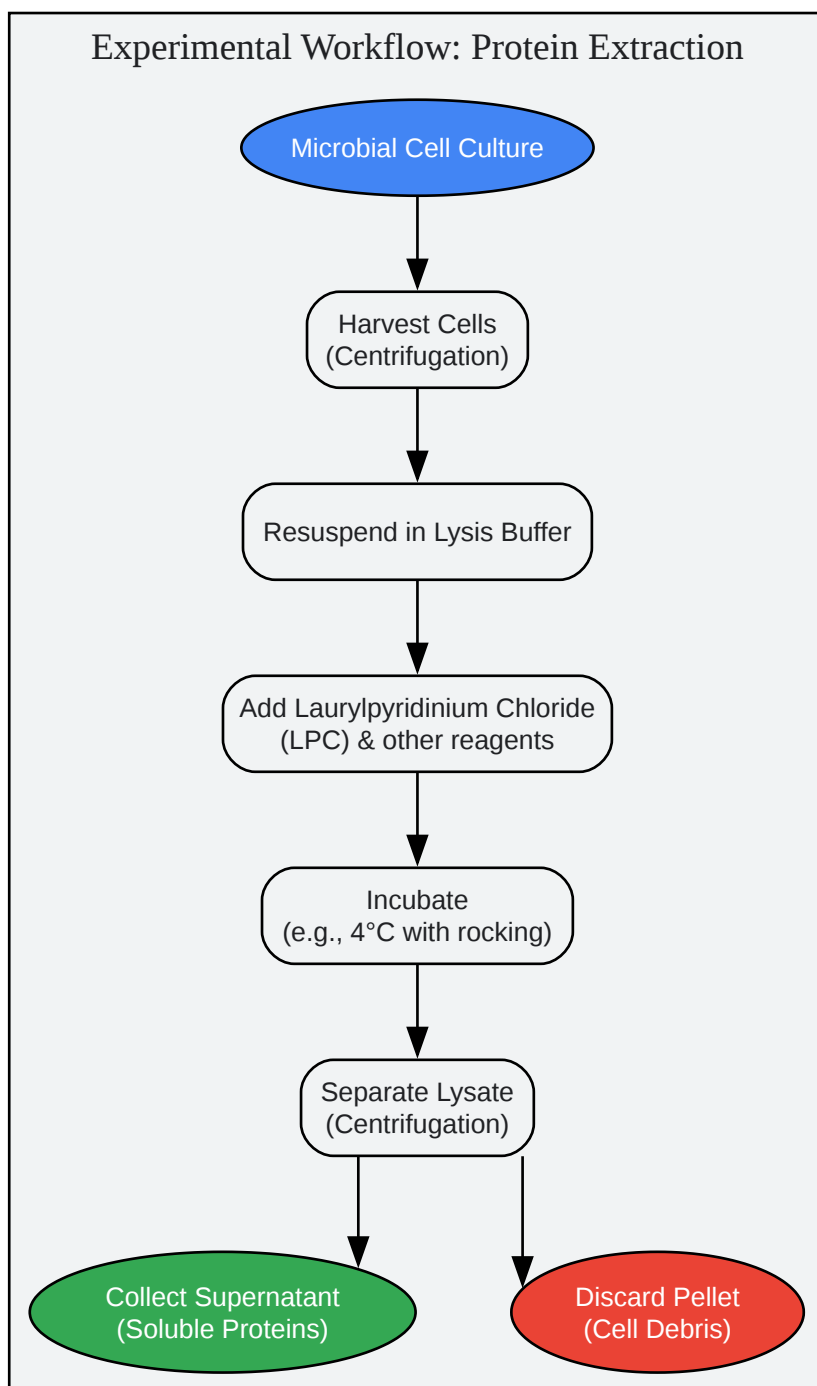 Experimental Workflow: Protein Extraction
Microbial Cell Culture
Harvest Cells
(Centrifugation)
Resuspend in Lysis Buffer
Add Laurylpyridinium Chloride
(LPC) & other reagents
Incubate
(e.g., 4°C with rocking)
Separate Lysate
(Centrifugation)
Collect Supernatant
(Soluble Proteins)
Discard Pellet
(Cell Debris)